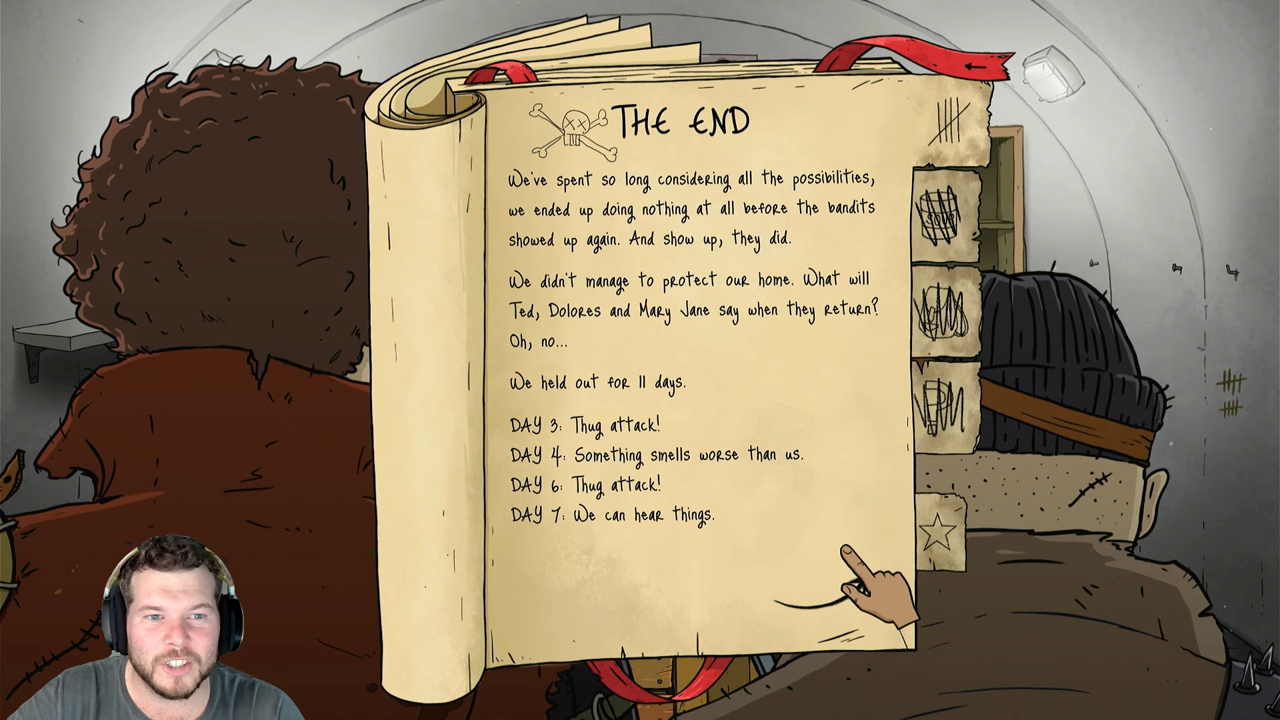 THE END
We've spent so long considering all the possibilities,
we ended up doing nothing at all before the bandits
showed up again. And show up, they did.
We didn't manage to protect our home. What will
Ted, Dolores and Mary Jane say when they return?
Oh, no...
We held out for 11 days.
DAY 3: Thug attack!
DAY 4: Something smells worse than us.
DAY 6: Thug attack!
DAY 7: We can hear things.